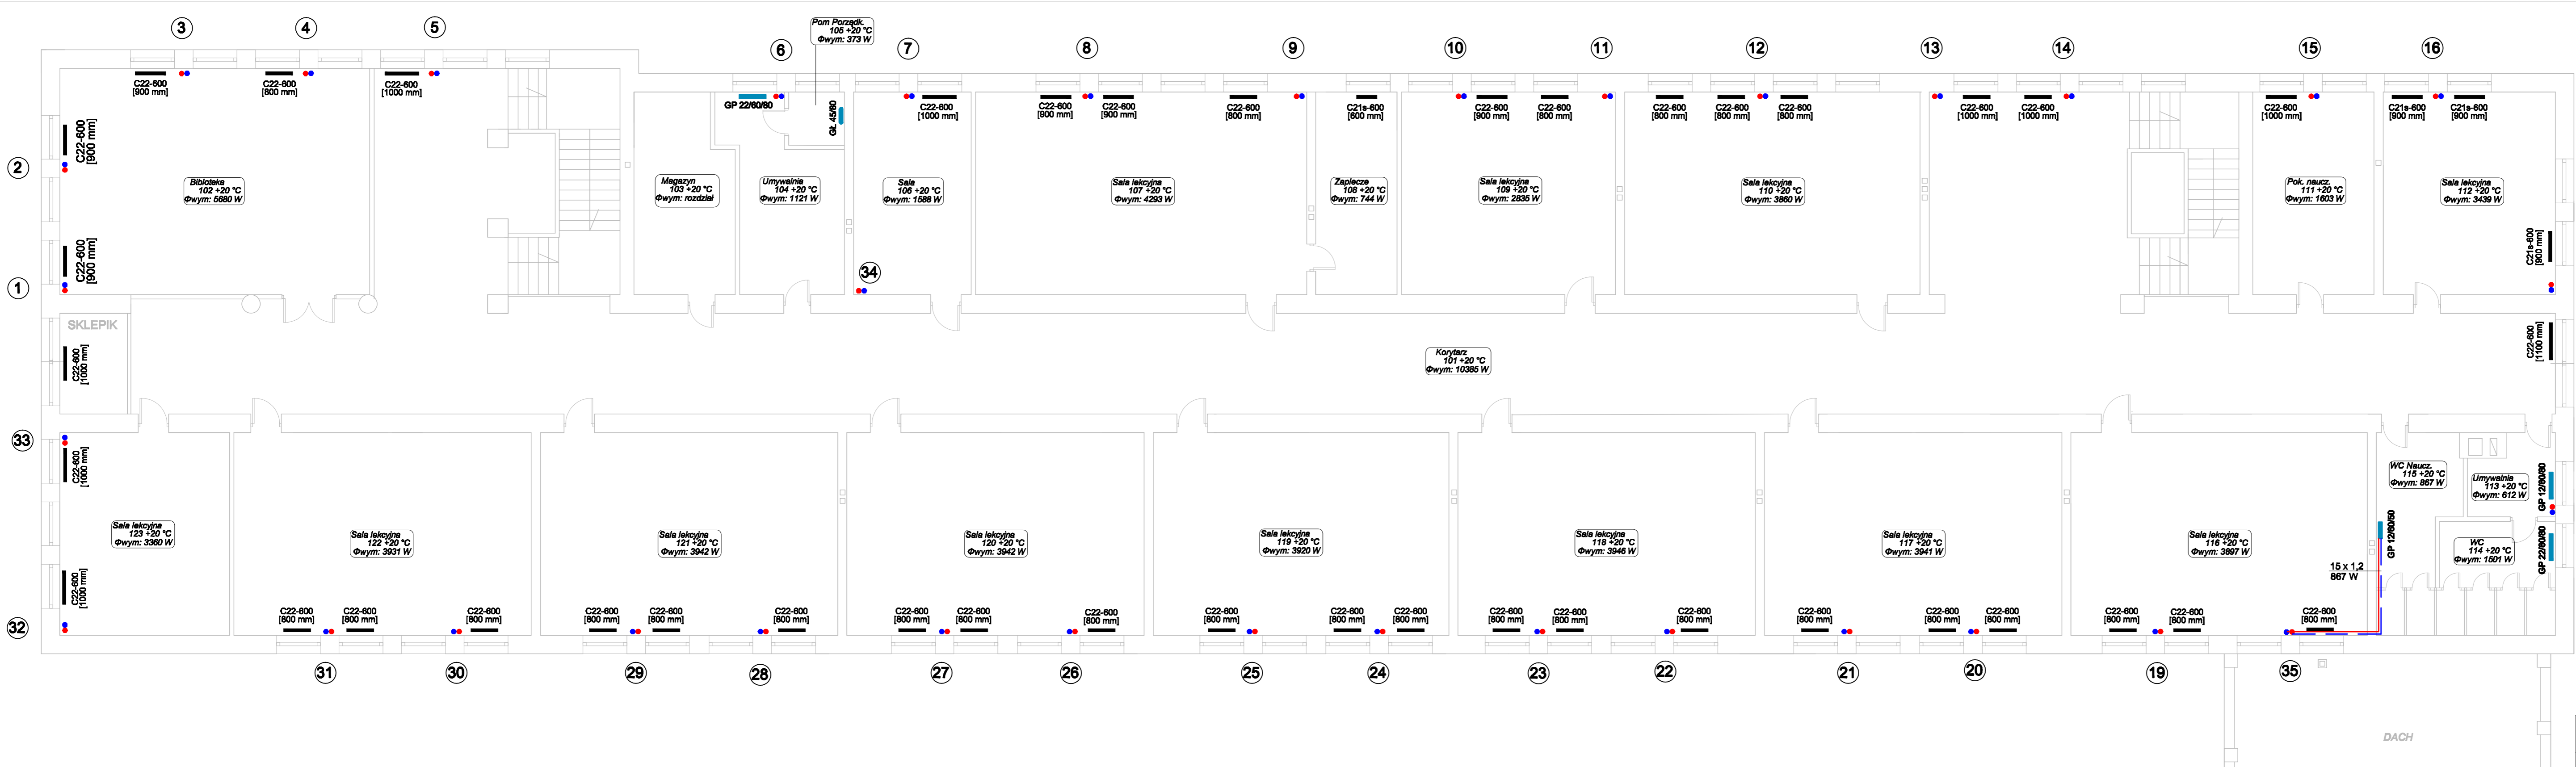 3
4
5
6
Pom Porządk.
105 +20 °C
Φwym: 373 W
7
8
9
10
11
12
13
14
15
16
C22-600
[900 mm]
C22-600
[800 mm]
C22-600
[1000 mm]
GP 22/60/80
GŁ 45/80
C22-600
[1000 mm]
C22-600
[900 mm]
C22-600
[900 mm]
C22-600
[800 mm]
C21s-600
[600 mm]
C22-600
[900 mm]
C22-600
[800 mm]
C22-600
[800 mm]
C22-600
[800 mm]
C22-600
[800 mm]
C22-600
[1000 mm]
C22-600
[1000 mm]
C22-600
[1000 mm]
C21s-600
[900 mm]
C21s-600
[900 mm]
2
C22-600
[900 mm]
Bibloteka
102 +20 °C
Φwym: 5680 W
Magazyn
103 +20 °C
Φwym: rozdział
Umywalnia
104 +20 °C
Φwym: 1121 W
Sala
106 +20 °C
Φwym: 1588 W
Sala lekcyjna
107 +20 °C
Φwym: 4293 W
Zaplecze
108 +20 °C
Φwym: 744 W
Sala lekcyjna
109 +20 °C
Φwym: 2835 W
Sala lekcyjna
110 +20 °C
Φwym: 3860 W
Pok. naucz.
111 +20 °C
Φwym: 1603 W
Sala lekcyjna
112 +20 °C
Φwym: 3439 W
1
C22-600
[900 mm]
34
C21s-600
[900 mm]
SKLEPIK
C22-600
[1000 mm]
Korytarz
101 +20 °C
Φwym: 10385 W
C22-600
[1100 mm]
33
C22-600
[1000 mm]
WC Naucz.
115 +20 °C
Φwym: 867 W
Umywalnia
113 +20 °C
Φwym: 612 W
GP 12/60/80
Sala lekcyjna
123 +20 °C
Φwym: 3360 W
Sala lekcyjna
122 +20 °C
Φwym: 3931 W
Sala lekcyjna
121 +20 °C
Φwym: 3942 W
Sala lekcyjna
120 +20 °C
Φwym: 3942 W
Sala lekcyjna
119 +20 °C
Φwym: 3920 W
Sala lekcyjna
118 +20 °C
Φwym: 3946 W
Sala lekcyjna
117 +20 °C
Φwym: 3941 W
Sala lekcyjna
116 +20 °C
Φwym: 3897 W
GP 12/60/50
WC
114 +20 °C
Φwym: 1501 W
GP 22/60/80
15 x 1,2
867 W
32
C22-600
[1000 mm]
C22-600
[800 mm]
C22-600
[800 mm]
C22-600
[800 mm]
C22-600
[800 mm]
C22-600
[800 mm]
C22-600
[800 mm]
C22-600
[800 mm]
C22-600
[800 mm]
C22-600
[800 mm]
C22-600
[800 mm]
C22-600
[800 mm]
C22-600
[800 mm]
C22-600
[800 mm]
C22-600
[800 mm]
C22-600
[800 mm]
C22-600
[800 mm]
C22-600
[800 mm]
C22-600
[800 mm]
C22-600
[800 mm]
C22-600
[800 mm]
C22-600
[800 mm]
31
30
29
28
27
26
25
24
23
22
21
20
19
35
DACH